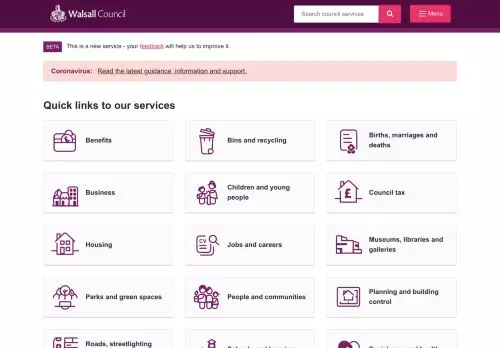 Walsall Council
Search council services
Menu
BETA This is a new service - your feedback will help us to improve it.
Coronavirus: Read the latest guidance, information and support.
Quick links to our services
Benefits
Bins and recycling
Births, marriages and
deaths
Business
Children and young
people
Council tax
Housing
CV
Jobs and careers
Museums, libraries and
galleries
Parks and green spaces
People and communities
Planning and building
control
Roads, streetlighting